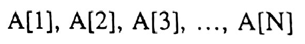 A[1], A[2], A[3], ..., A[N]